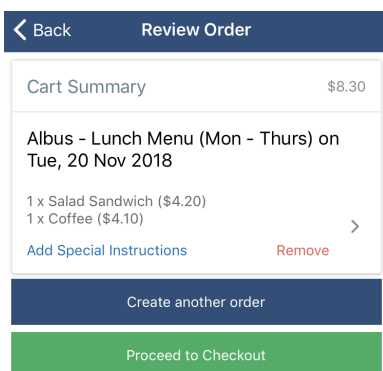 Back
Review Order
Cart Summary
$8.30
Albus - Lunch Menu (Mon - Thurs) on
Tue, 20 Nov 2018
1 x Salad Sandwich ($4.20)
1 x Coffee ($4.10)
Add Special Instructions
Remove
Create another order
Proceed to Checkout